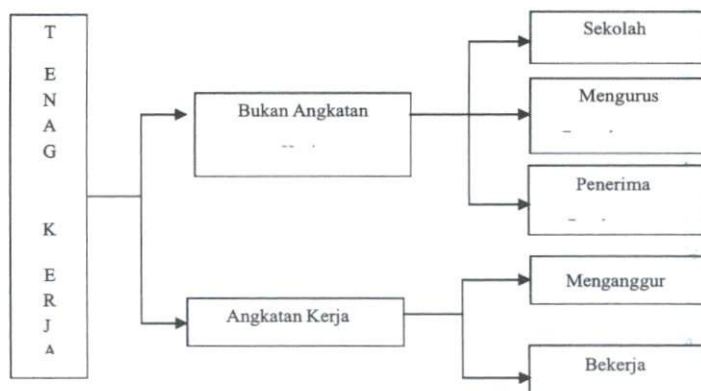 T
E
N
A
G
K
E
R
J
A
Bukan Angkatan
Angkatan Kerja
Sekolah
Mengurus
Penerima
Menganggur
Bekerja